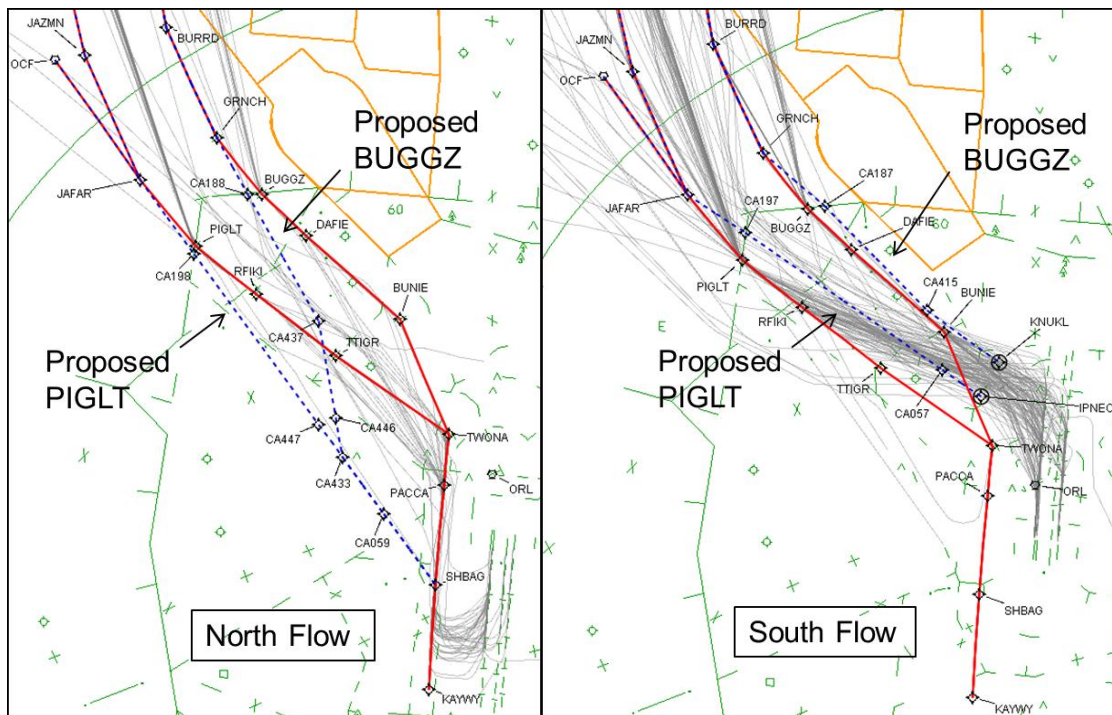 BURRD
JAZMN
OCF
GRNCH
Proposed
BUGGZ
CA188
BUGGZ
JAFAR
60
DAFIE
PIGLT
CA198
RFIKI
BUNIE
CA437
TTIGR
Proposed
PIGLT
CA447
CA446
TWONA
CA433
PACCA
ORL
CA059
SHBAG
North Flow
KAYWY
BURRD
JAZMN
OCF
GRNCH
Proposed
BUGGZ
CA187
JAFAR
CA197
BUGGZ
DAFIE
60
PIGLT
CA415
BUNIE
RFIKI
E
KNUKL
Proposed
PIGLT
TTIGR
CA057
IPNEC
TWONA
PACCA
ORL
SHBAG
South Flow
KAYWY